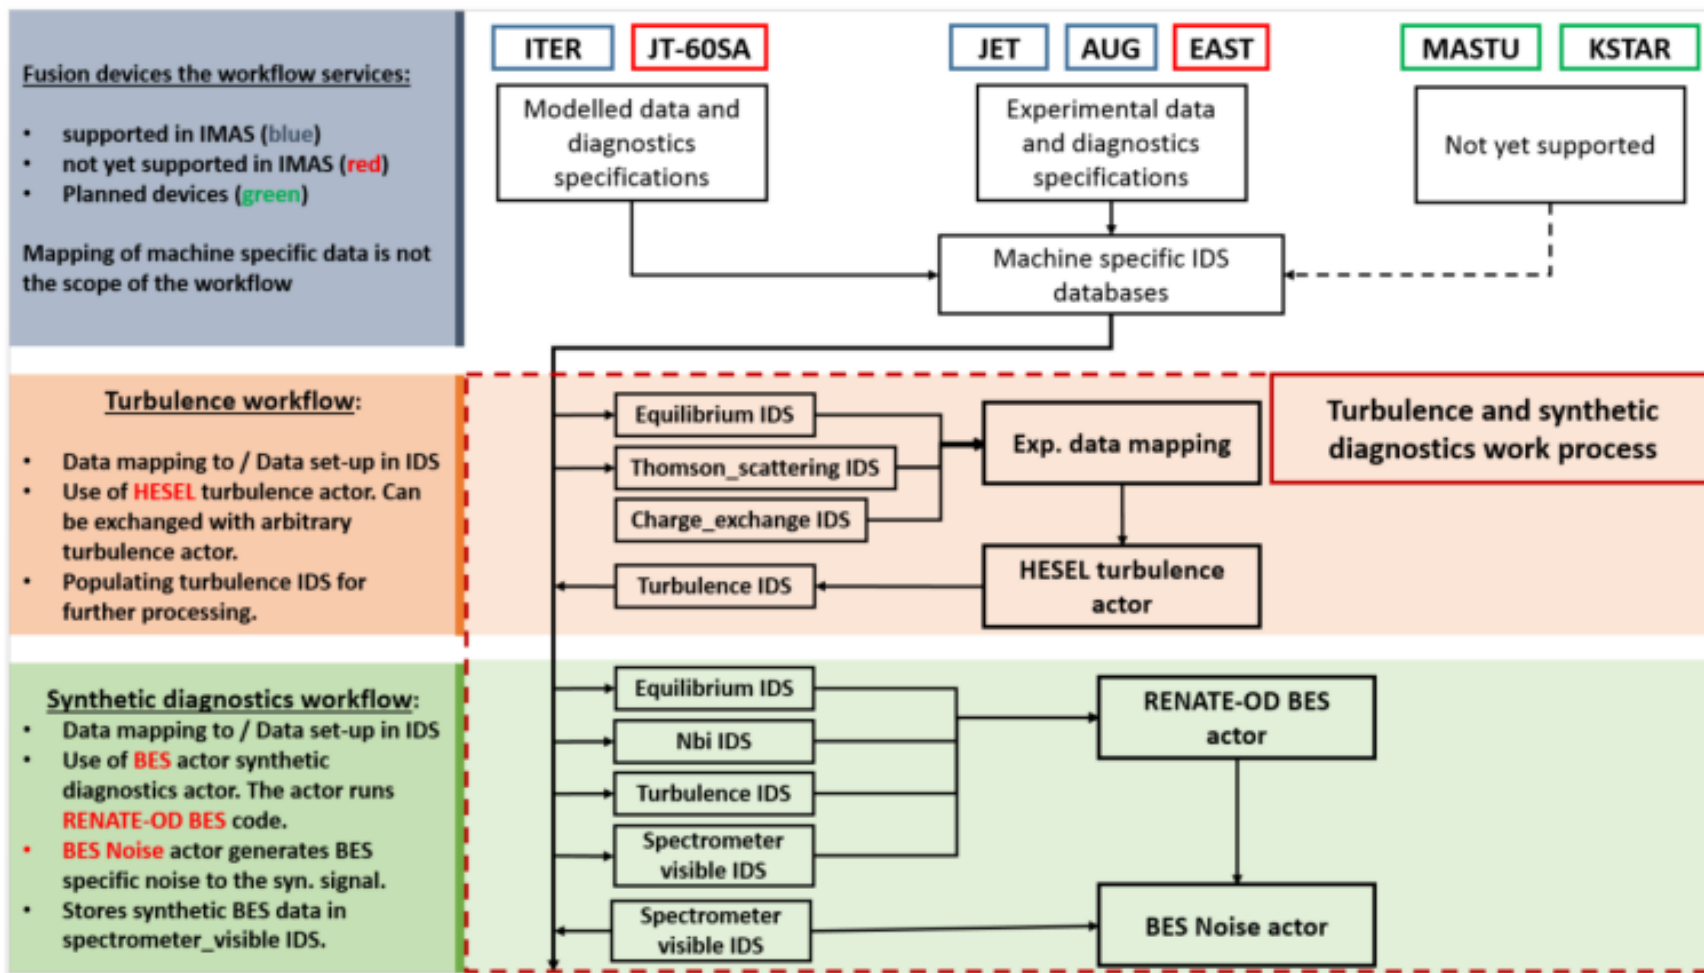 Fusion devices the workflow services:
• supported in IMAS (blue)
• not yet supported in IMAS (red)
• Planned devices (green)
Mapping of machine specific data is not
the scope of the workflow
ITER
JT-60SA
JET
AUG
EAST
MASTU
KSTAR
Modelled data and
diagnostics
specifications
Experimental data
and diagnostics
specifications
Not yet supported
Machine specific IDS
databases
Turbulence workflow:
• Data mapping to / Data set-up in IDS
• Use of HESEL turbulence actor. Can
be exchanged with arbitrary
turbulence actor.
• Populating turbulence IDS for
further processing.
Equilibrium IDS
Thomson_scattering IDS
Charge_exchange IDS
Turbulence IDS
Exp. data mapping
HESEL turbulence
actor
Turbulence and synthetic
diagnostics work process
Synthetic diagnostics workflow:
• Data mapping to / Data set-up in IDS
• Use of BES actor synthetic
diagnostics actor. The actor runs
RENATE-OD BES code.
• BES Noise actor generates BES
specific noise to the syn. signal.
• Stores synthetic BES data in
spectrometer_visible IDS.
Equilibrium IDS
Nbi IDS
Turbulence IDS
Spectrometer
visible IDS
Spectrometer
visible IDS
RENATE-OD BES
actor
BES Noise actor